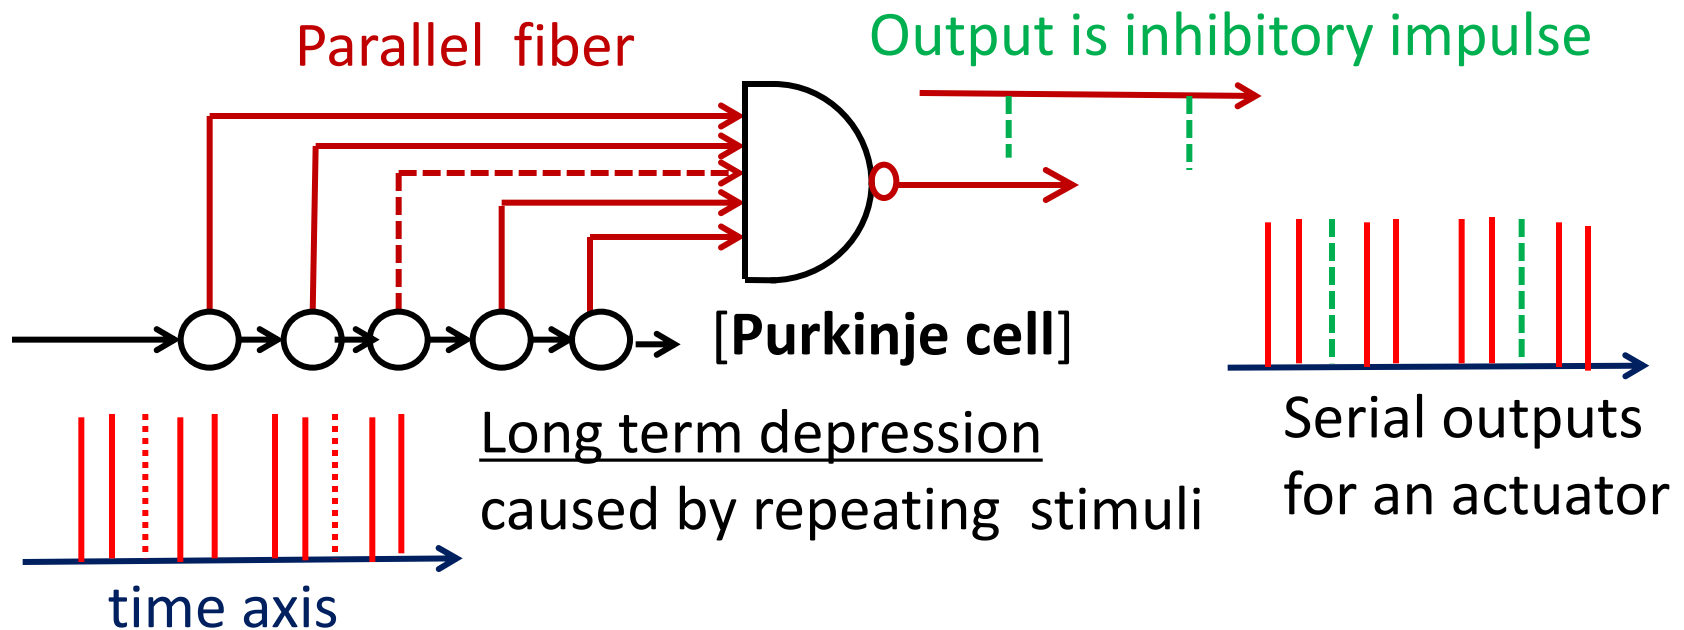 Parallel fiber
Output is inhibitory impulse
[Purkinje cell]
Long term depression
caused by repeating stimuli
Serial outputs
for an actuator
time axis